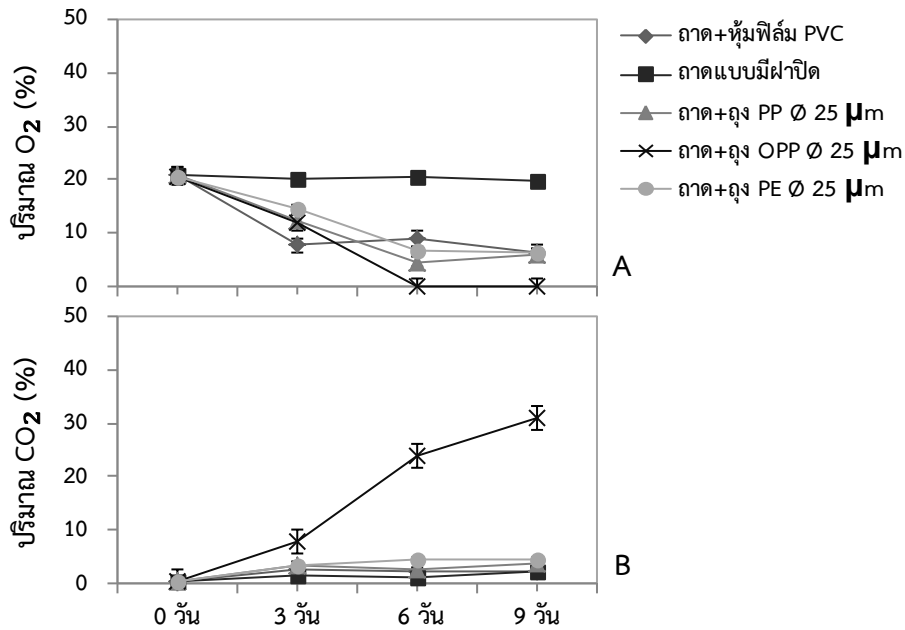 50
40
30
20
10
0
ปริมาณ O2 (%)
ถาด+หุ้มฟิล์ม PVC
ถาดแบบมีฝาปิด
ถาด+ถุง PP Ø 25 µm
ถาด+ถุง OPP Ø 25 µm
ถาด+ถุง PE Ø 25 µm
A
50
40
30
20
10
0
ปริมาณ CO2 (%)
B
0 วัน 3 วัน 6 วัน 9 วัน